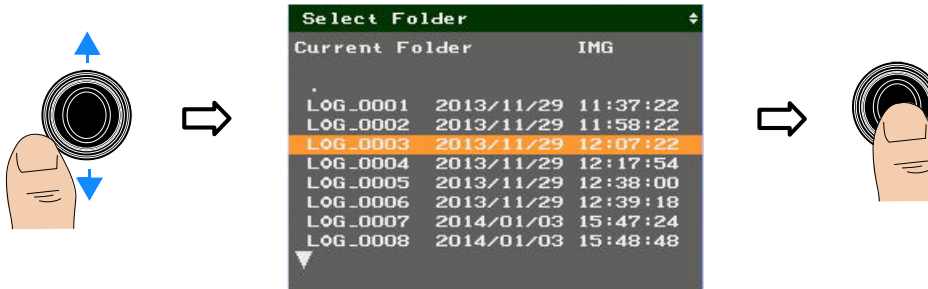 Select Folder
Current Folder IMG
.
LOG_0001 2013/11/29 11:37:22
LOG_0002 2013/11/29 11:58:22
LOG_0003 2013/11/29 12:07:22
LOG_0004 2013/11/29 12:17:54
LOG_0005 2013/11/29 12:38:00
LOG_0006 2013/11/29 12:39:18
LOG_0007 2014/01/03 15:47:24
LOG_0008 2014/01/03 15:48:48